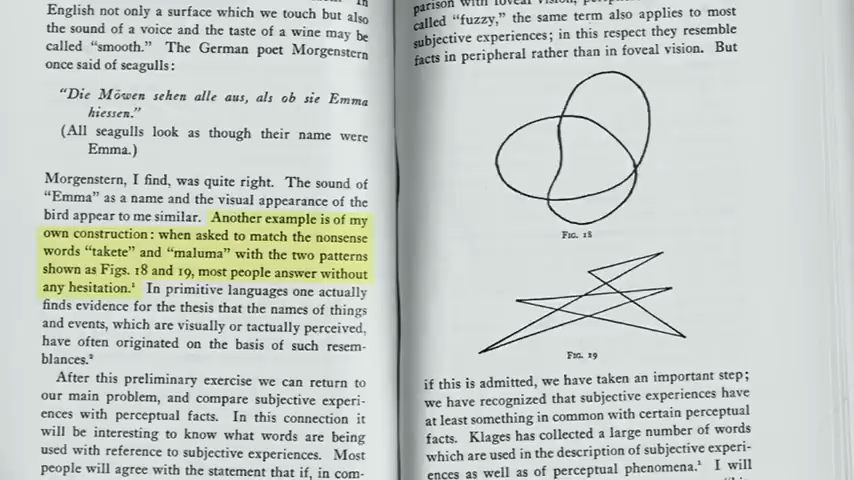 In
English not only a surface which we touch but also
the sound of a voice and the taste of a wine may be
called “smooth.” The German poet Morgenstern
once said of seagulls:
“Die Möwen sehen alle aus, als ob sie Emma
hiessen.”
(All seagulls look as though their name were
Emma.)
Morgenstern, I find, was quite right. The sound of
“Emma” as a name and the visual appearance of the
bird appear to me similar. Another example is of my
own construction: when asked to match the nonsense
words “takete” and “maluma” with the two patterns
shown as Figs. 18 and 19, most people answer without
any hesitation.¹ In primitive languages one actually
finds evidence for the thesis that the names of things
and events, which are visually or tactually perceived,
have often originated on the basis of such resem-
blances.²
After this preliminary exercise we can return to
our main problem, and compare subjective experi-
ences with perceptual facts. In this connection it
will be interesting to know what words are being
used with reference to subjective experiences. Most
people will agree with the statement that if, in com-
parison with foveal vision,
called “fuzzy,” the same term also applies to most
subjective experiences; in this respect they resemble
facts in peripheral rather than in foveal vision. But
FIG. 18
FIG. 19
if this is admitted, we have taken an important step;
we have recognized that subjective experiences have
at least something in common with certain perceptual
facts. Klages has collected a large number of words
which are used in the description of subjective experi-
ences as well as of perceptual phenomena.³ I will